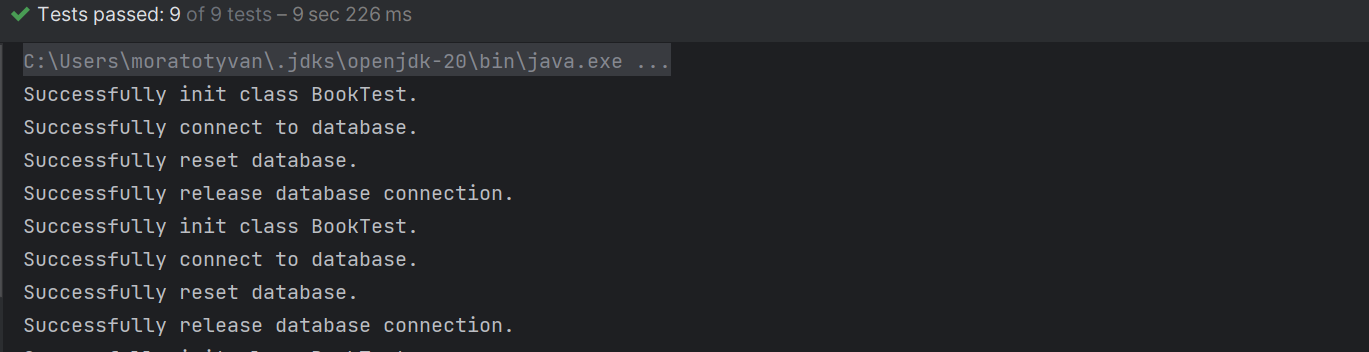 Tests passed: 9 of 9 tests – 9 sec 226 ms
C:\Users\moratotyvan\.jdks\openjdk-20\bin\java.exe ...
Successfully init class BookTest.
Successfully connect to database.
Successfully reset database.
Successfully release database connection.
Successfully init class BookTest.
Successfully connect to database.
Successfully reset database.
Successfully release database connection.